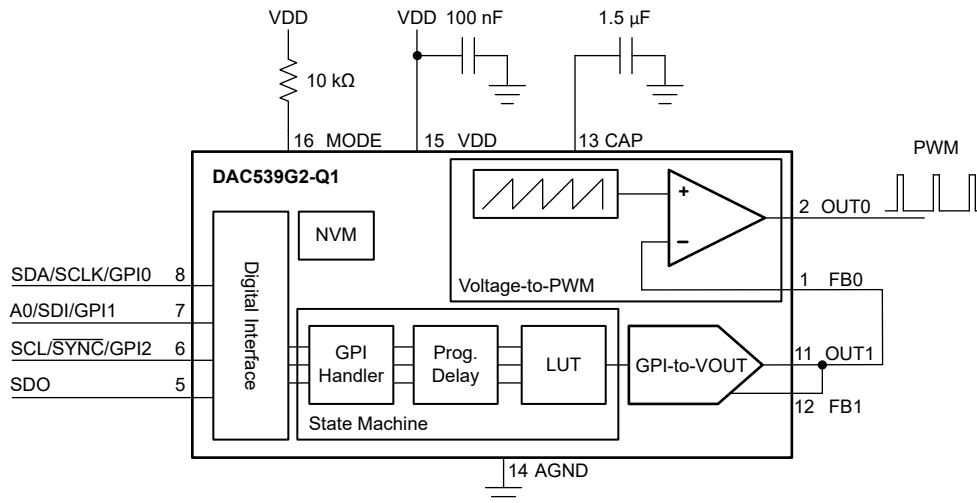 VDD
VDD 100 nF
1.5 µF
10 kΩ
16 MODE
15 VDD
13 CAP
PWM
DAC539G2-Q1
+
2 OUT0
NVM
−
Digital Interface
SDA/SCLK/GPI0 8
Voltage-to-PWM
1 FB0
A0/SDI/GPI1 7
SCL/SYNC/GPI2 6
GPI Handler
Prog. Delay
LUT
GPI-to-VOUT
11 OUT1
SDO 5
12 FB1
State Machine
14 AGND